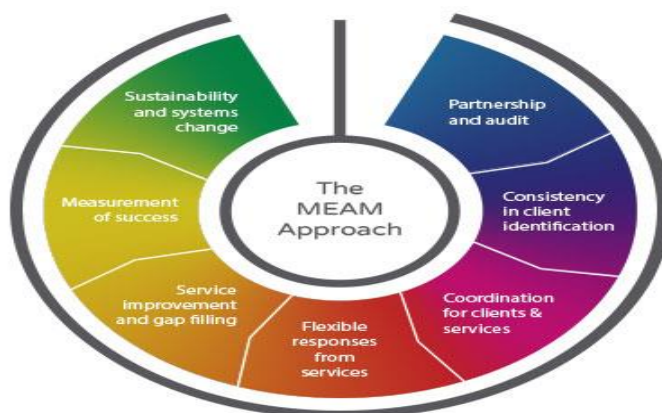 The
MEAM
Approach
Partnership
and audit
Consistency
in client
identification
Coordination
for clients &
services
Flexible
responses
from
services
Service
improvement
and gap filling
Measurement
of success
Sustainability
and systems
change